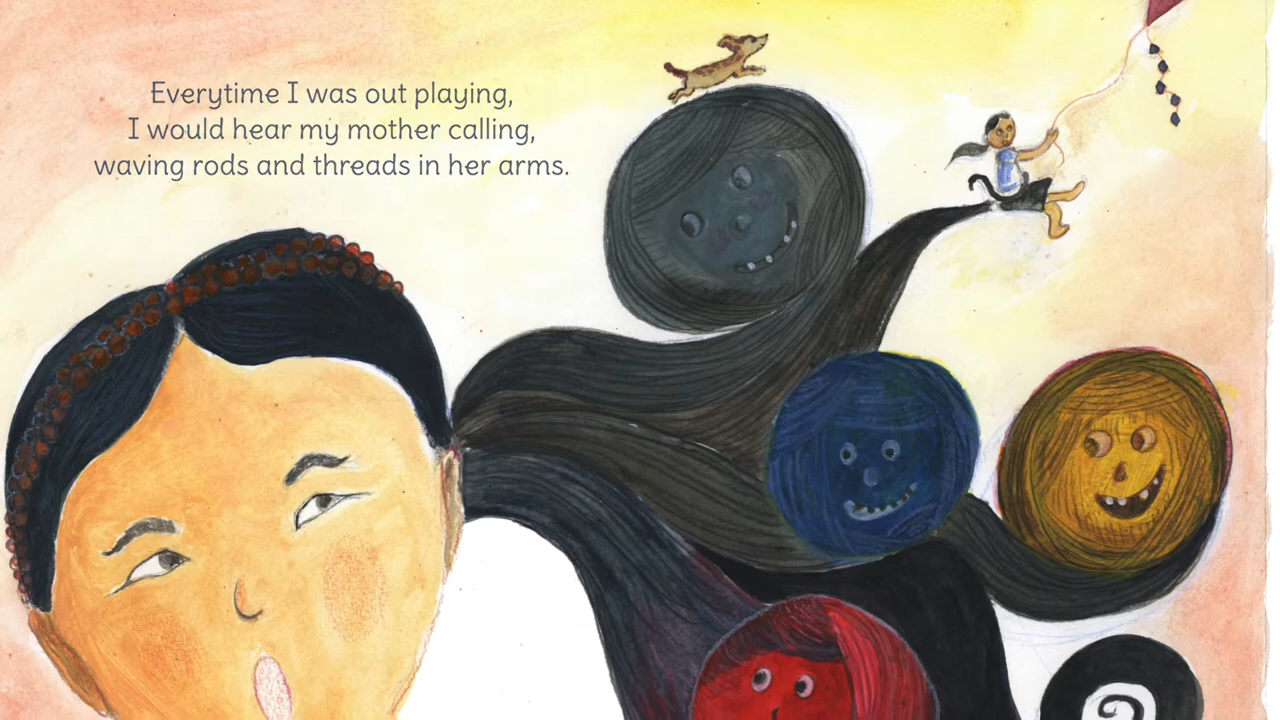 Everytime I was out playing,
I would hear my mother calling,
waving rods and threads in her arms.